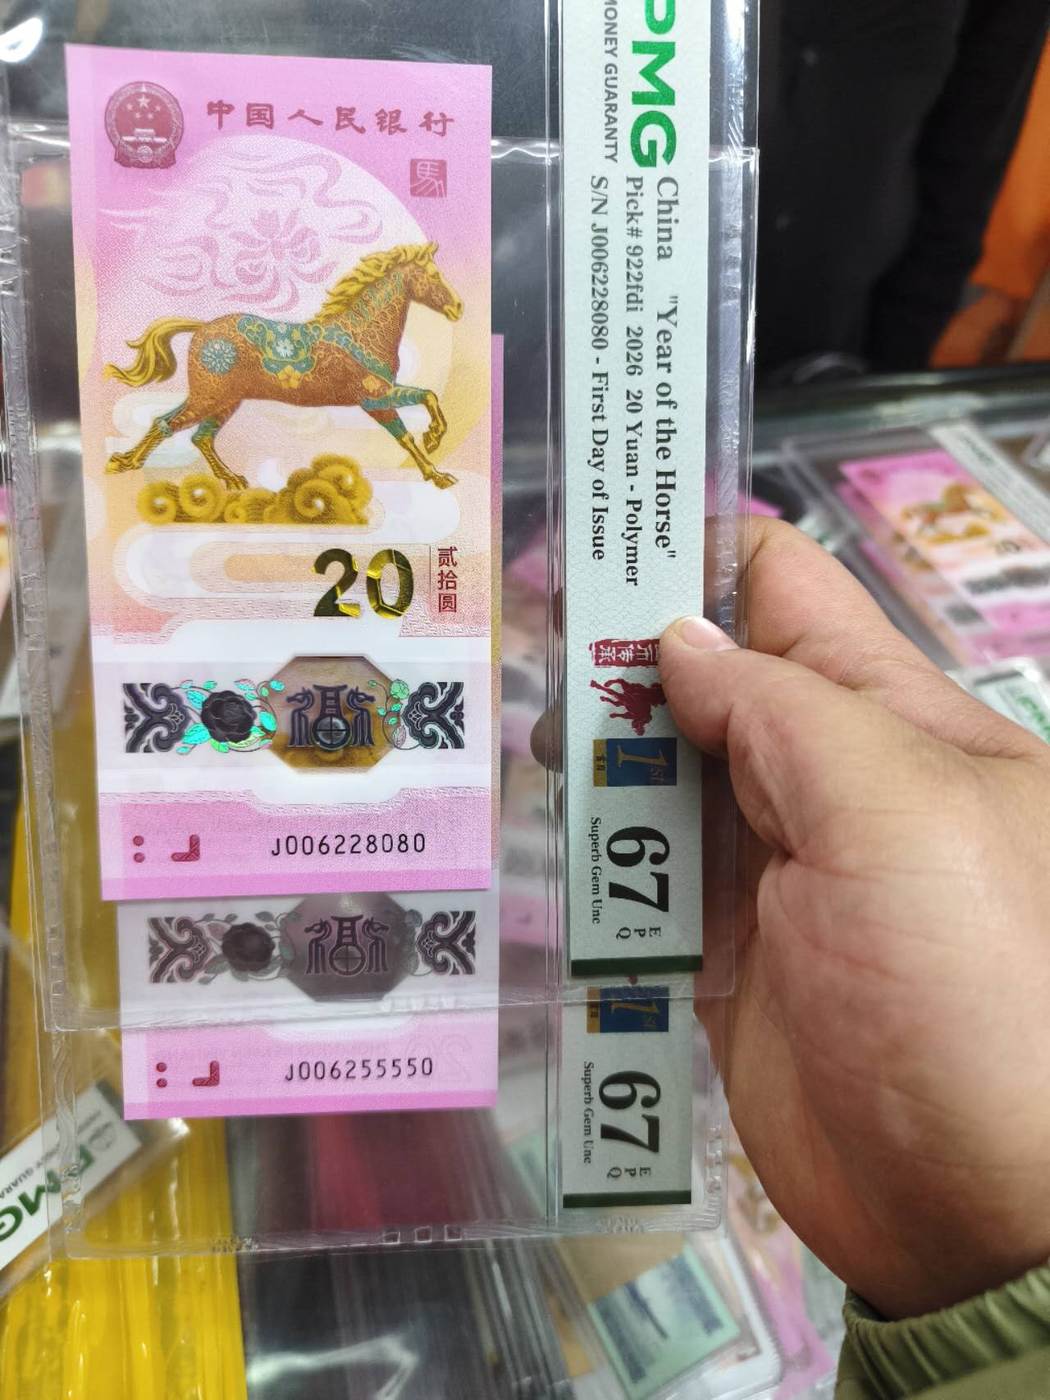 中国人民银行
馬
20
贰拾圆
J006228080
J006255550
PMG
MONEY GUARANTY
China "Year of the Horse"
Pick# 922fdi 2026 20 Yuan - Polymer
S/N J006228080 - First Day of Issue
1st
67 EPQ
Superb Gem Unc
1st
67 EPQ
Superb Gem Unc